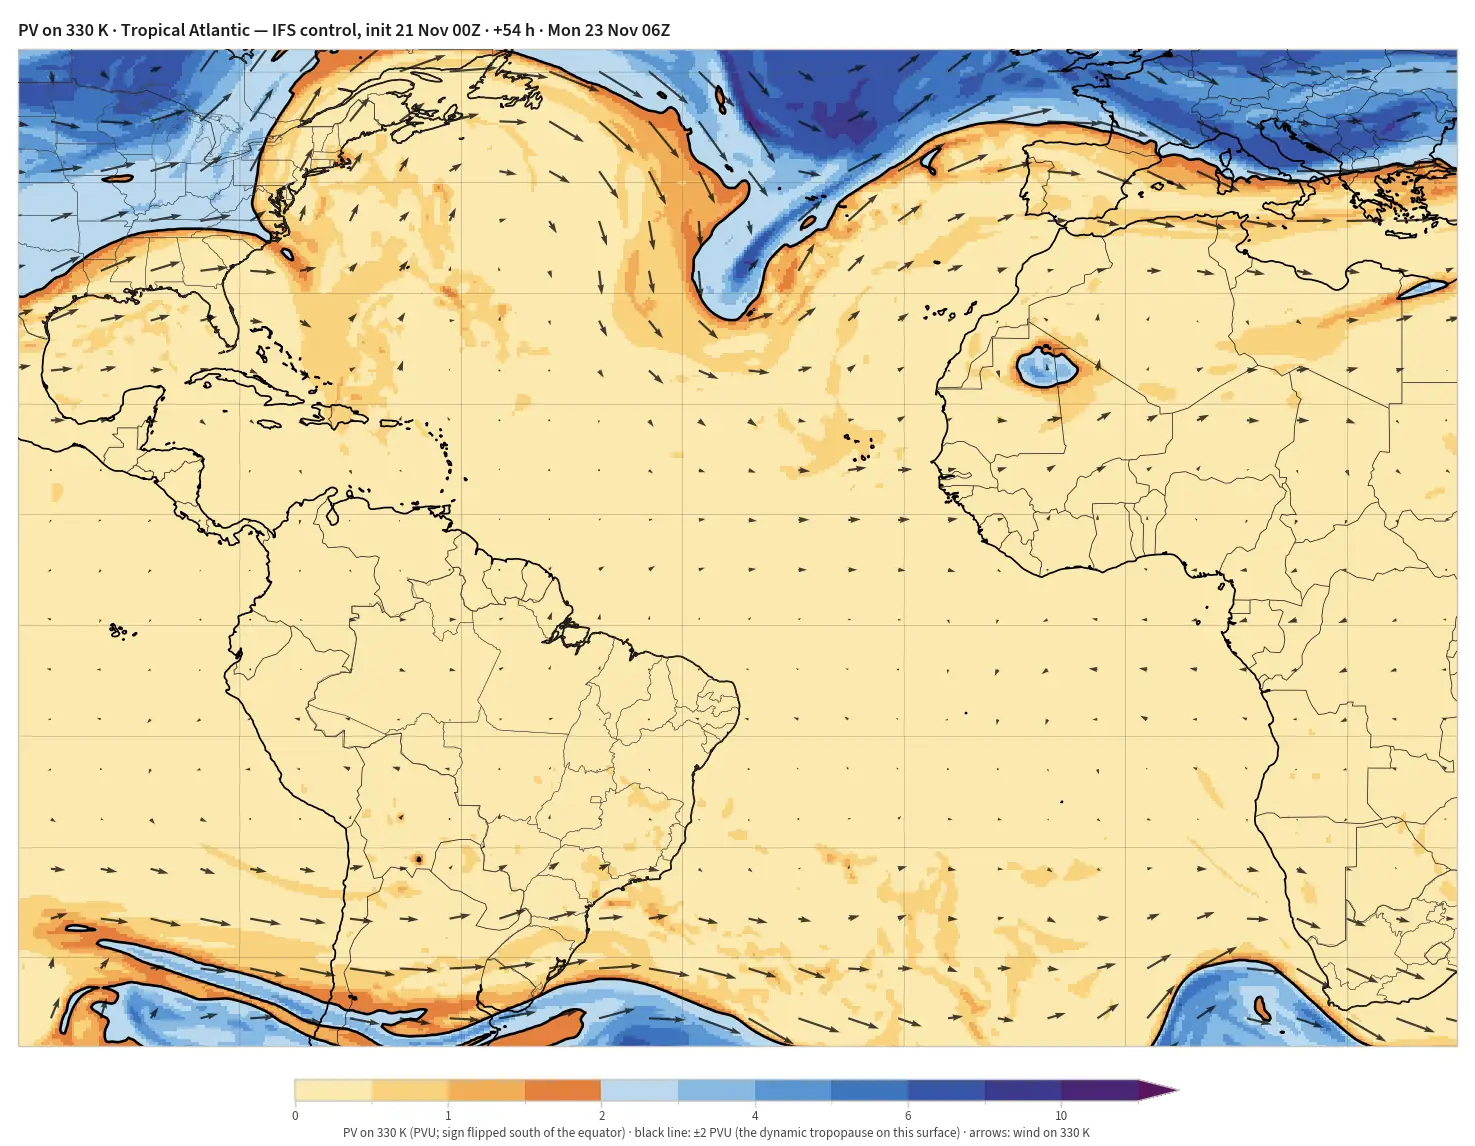 PV on 330 K · Tropical Atlantic — IFS control, init 21 Nov 00Z · +54 h · Mon 23 Nov 06Z
0 1 2 4 6 8 10
PV on 330 K (PVU; sign flipped south of the equator) · black line: ±2 PVU (the dynamic tropopause on this surface) · arrows: wind on 330 K